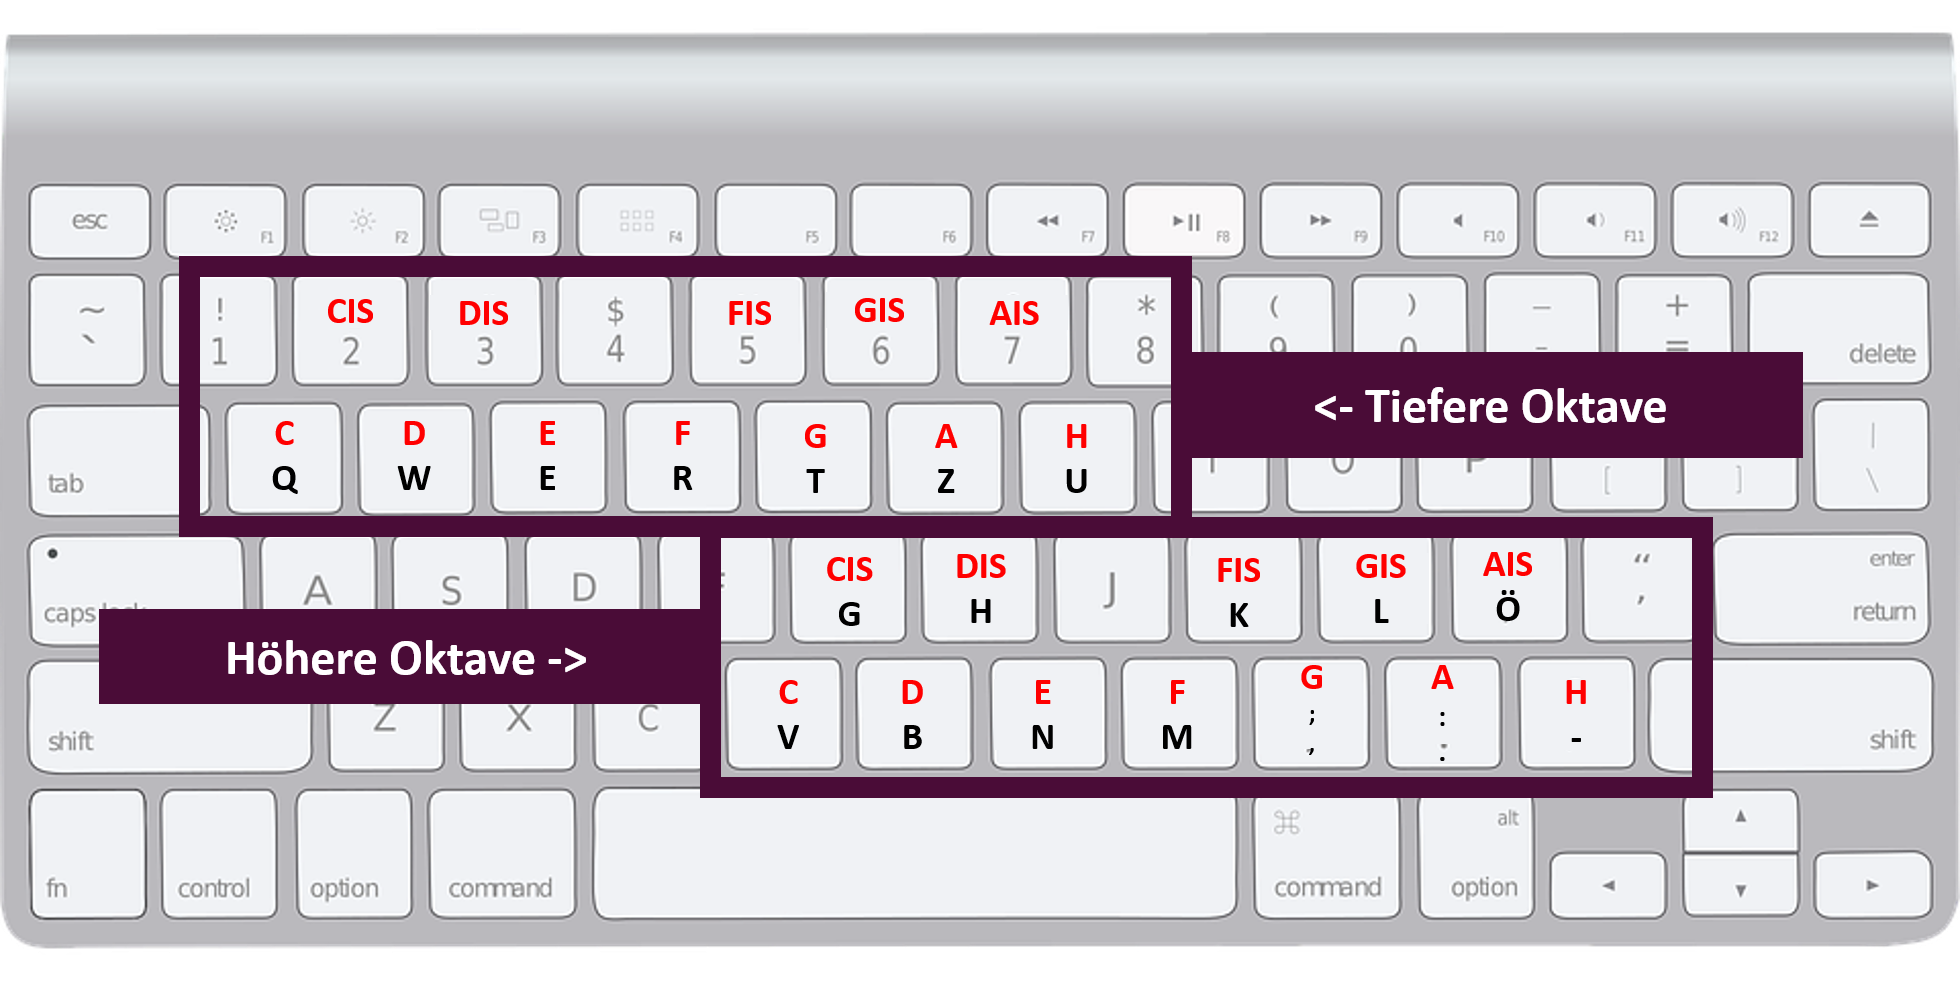 esc F1 F2 F3 F4 F5 F6 F7 F8 F9 F10 F11 F12
~ ! CIS DIS $ FIS GIS AIS * ( ) — +
` 1 2 3 4 5 6 7 8 9 0 - = delete
<- Tiefere Oktave
C D E F G A H |
tab Q W E R T Z U O P [ ] \
CIS DIS FIS GIS AIS “ enter
caps A S D G H J K L Ö , return
Höhere Oktave ->
C D E F G A H
; :
shift Z X C V B N M , . - shift
alt
fn control option command command option